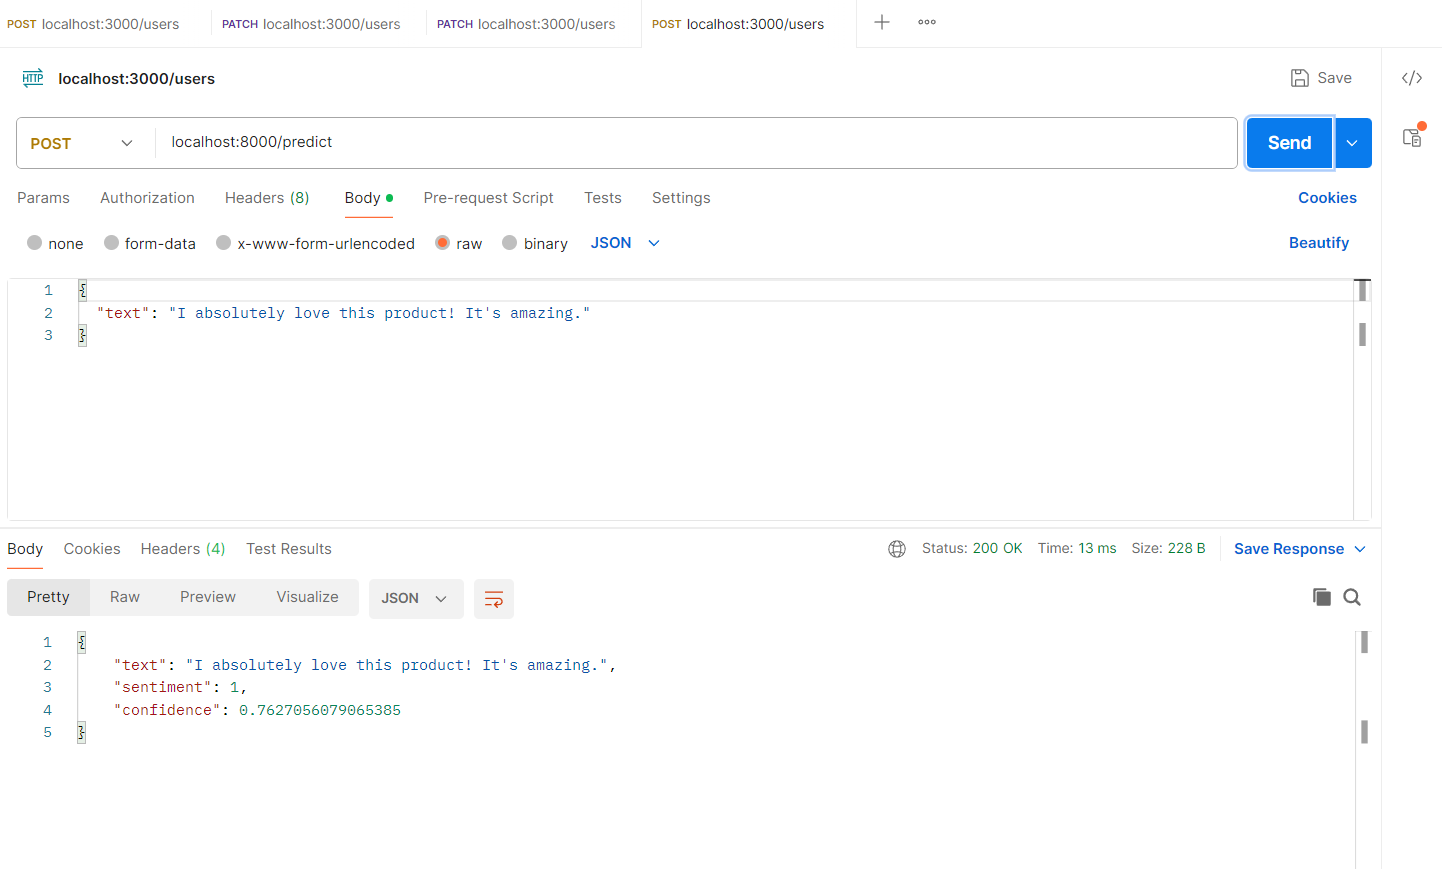 POST localhost:3000/users PATCH localhost:3000/users PATCH localhost:3000/users POST localhost:3000/users
HTTP localhost:3000/users Save
POST localhost:8000/predict Send
Params Authorization Headers (8) Body Pre-request Script Tests Settings Cookies
none form-data x-www-form-urlencoded raw binary JSON Beautify
1 {
2 "text": "I absolutely love this product! It's amazing."
3 }
Body Cookies Headers (4) Test Results Status: 200 OK Time: 13 ms Size: 228 B Save Response
Pretty Raw Preview Visualize JSON
1 {
2 "text": "I absolutely love this product! It's amazing.",
3 "sentiment": 1,
4 "confidence": 0.7627056079065385
5 }